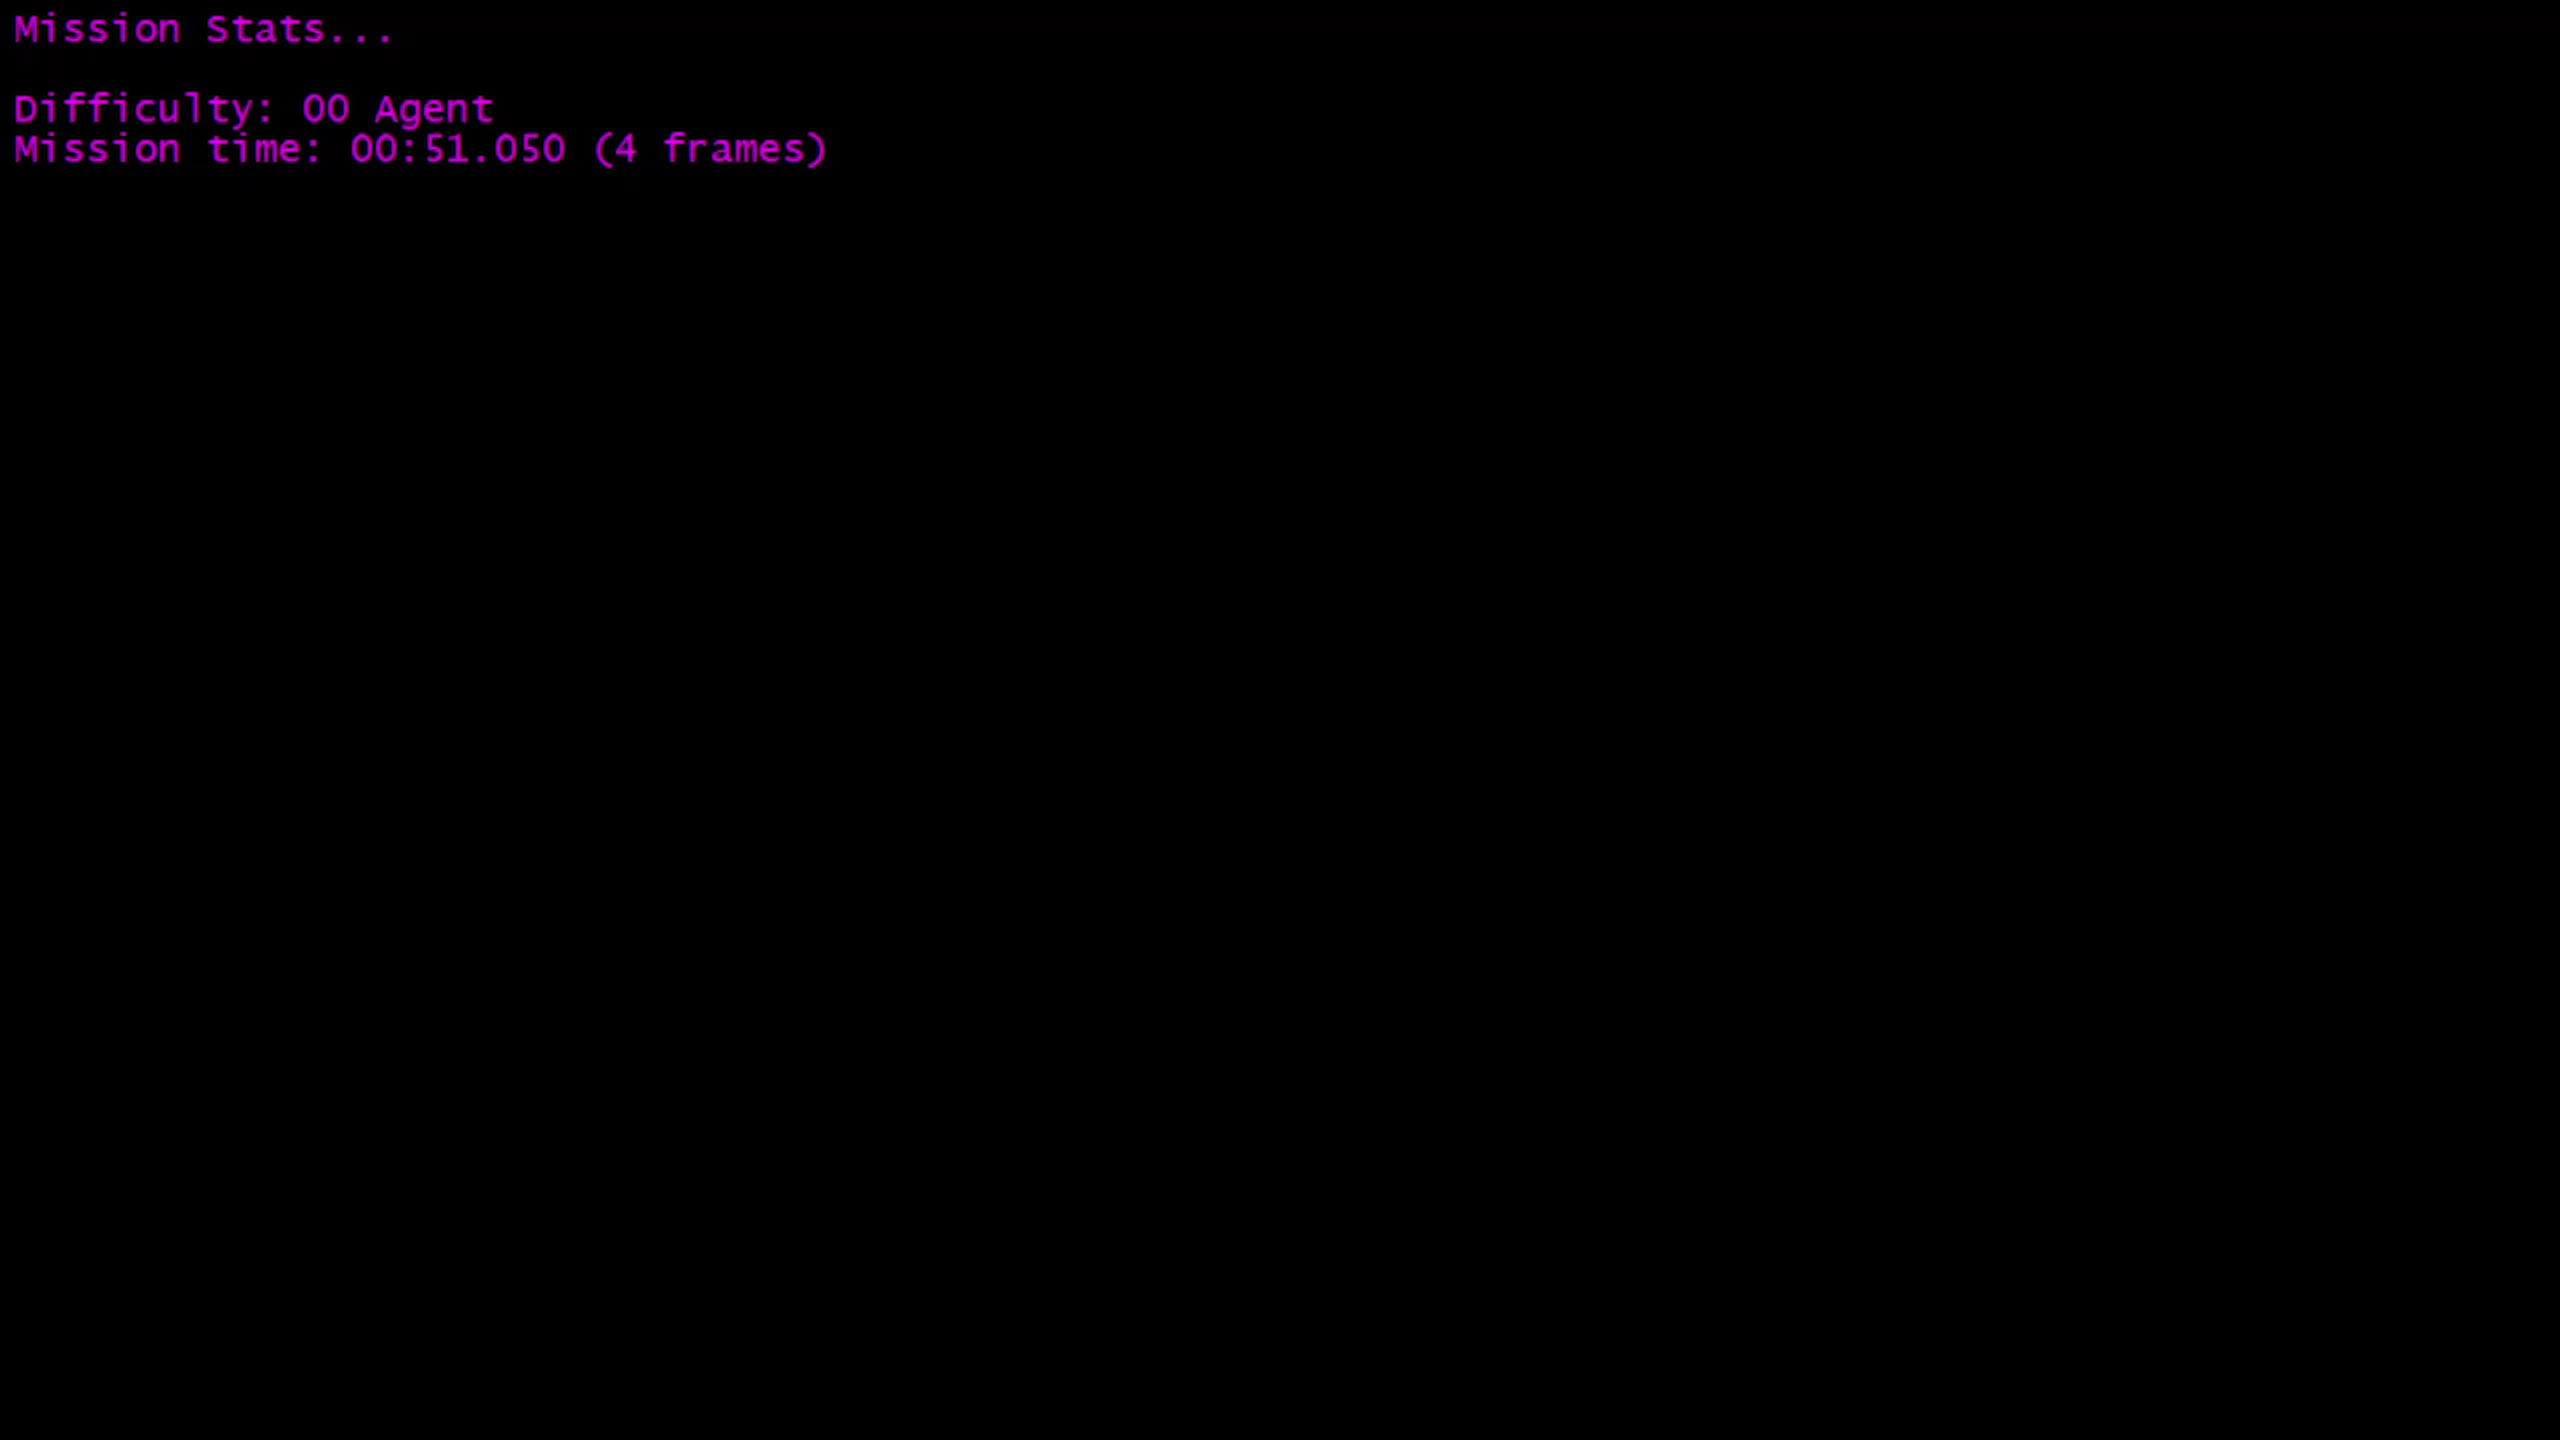 Mission Stats...
Difficulty: 00 Agent
Mission time: 00:51.050 (4 frames)